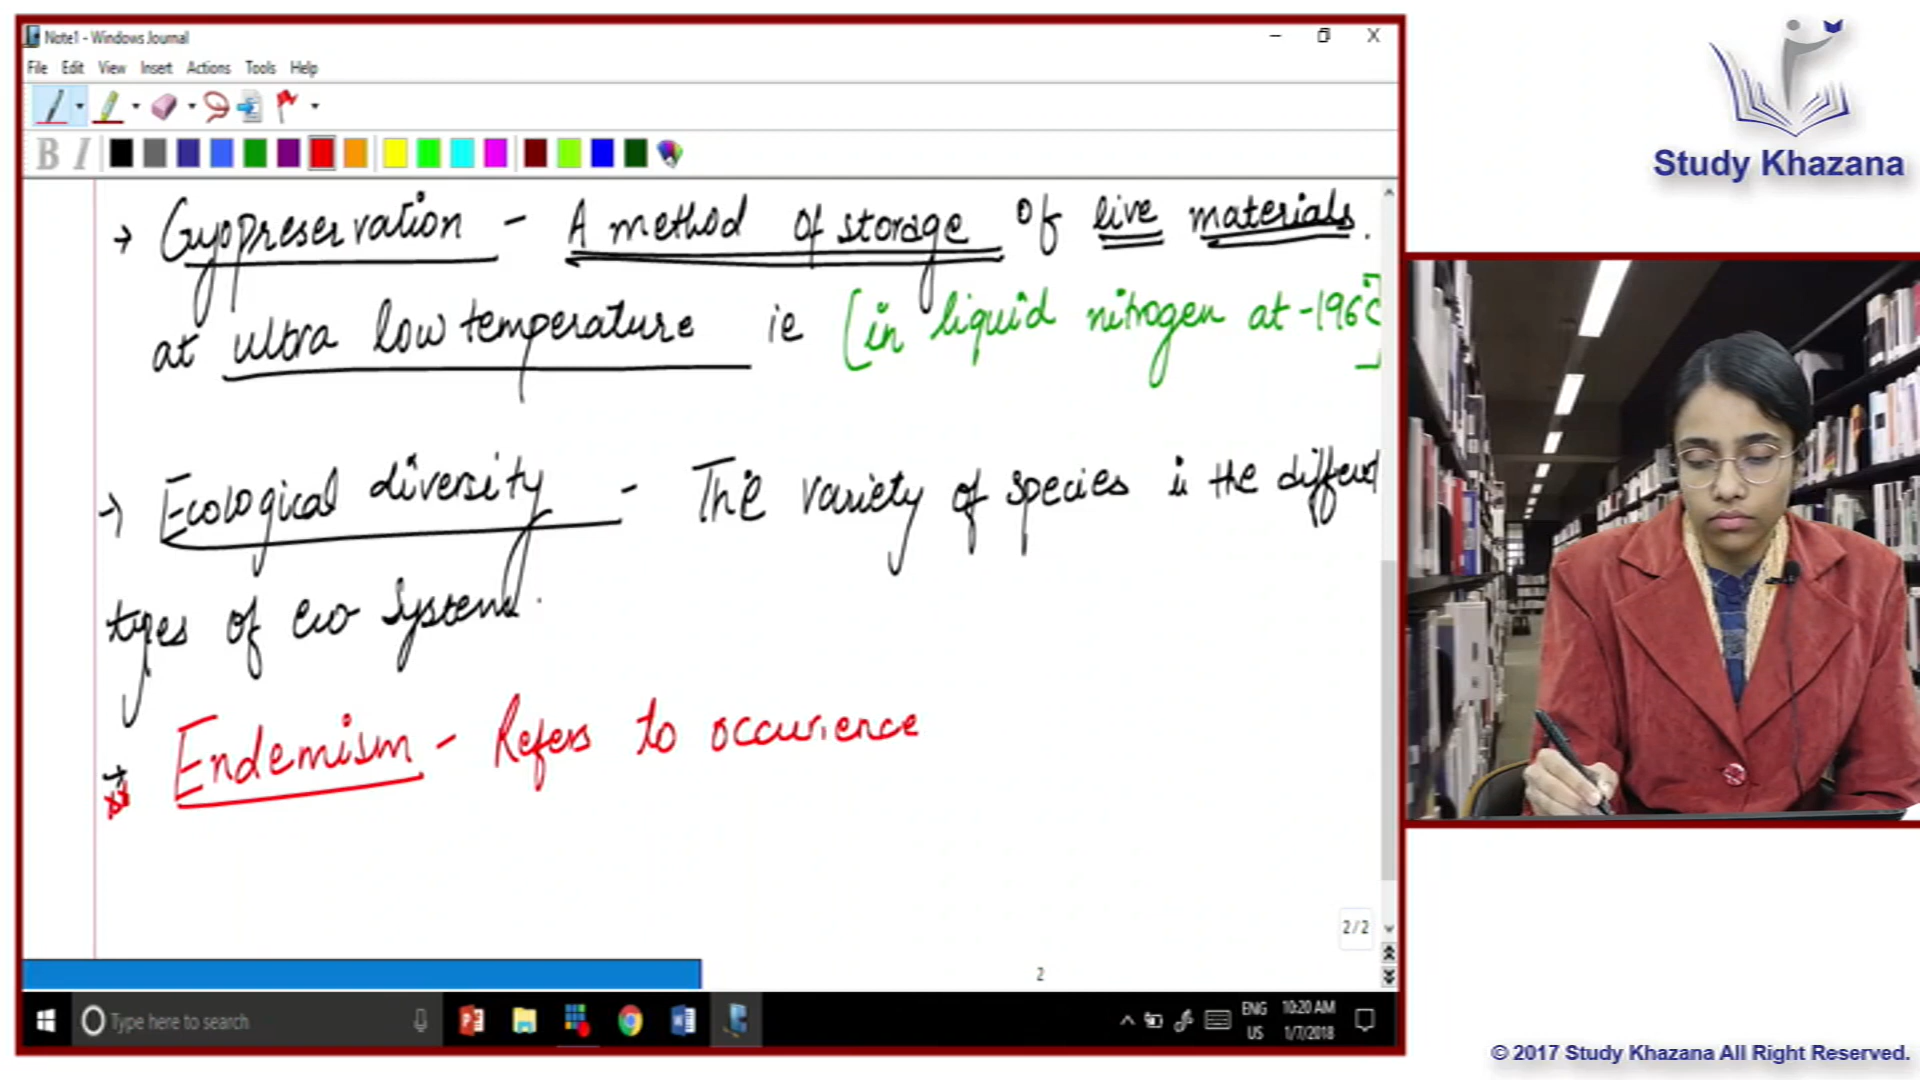 Note1 - Windows Journal
File Edit View Insert Actions Tools Help
B I
Study Khazana
→ Cryopreservation - A method of storage of live materials.
at ultra low temperature ie [in liquid nitrogen at -196°C]
→ Ecological diversity - The variety of species in the different
types of eco systems.
→ Endemism - Refers to occurience
2/2
2
Type here to search
ENG
US
10:20 AM
1/7/2018
© 2017 Study Khazana All Right Reserved.